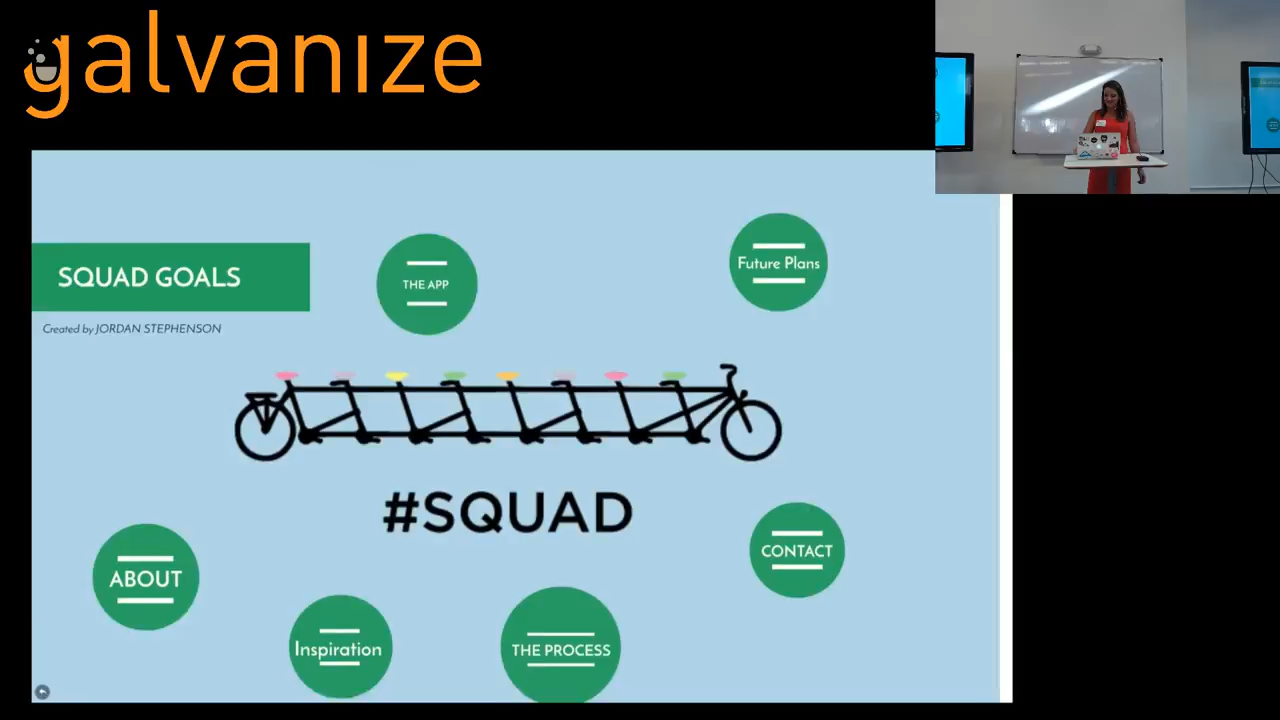 galvanize
SQUAD GOALS
Created by JORDAN STEPHENSON
THE APP
Future Plans
#SQUAD
CONTACT
ABOUT
Inspiration
THE PROCESS